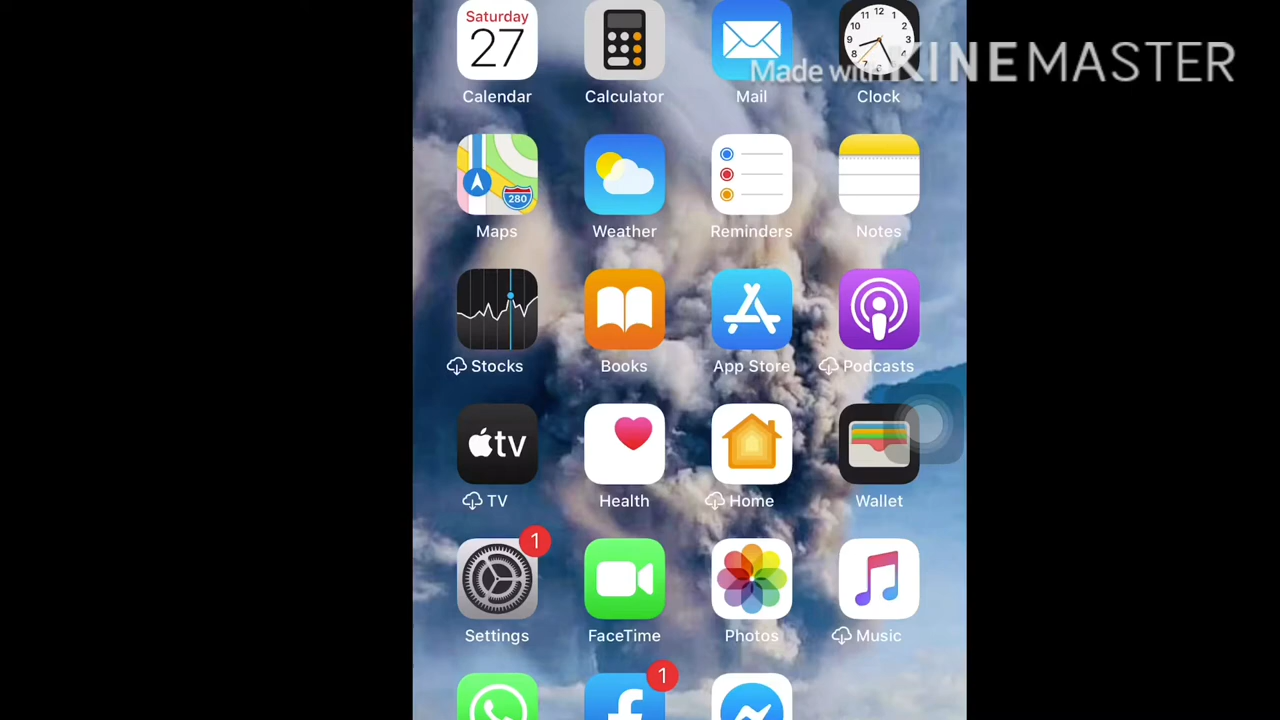 Saturday
27
12
Made with KINEMASTER
Calendar
Calculator
Mail
Clock
280
Maps
Weather
Reminders
Notes
Stocks
Books
App Store
Podcasts
tv
TV
Health
Home
Wallet
1
Settings
FaceTime
Photos
Music
1